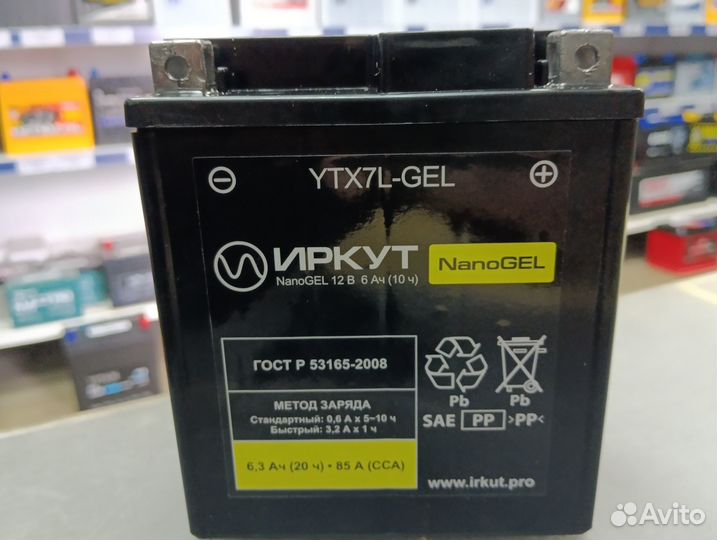 YTX7L-GEL
ИРКУТ
NanoGEL
NanoGEL 12 В 6 Ач (10 ч)
ГОСТ Р 53165-2008
МЕТОД ЗАРЯДА
Стандартный: 0,6 А х 5~10 ч
Быстрый: 3,2 А х 1 ч
6,3 Ач (20 ч) • 85 А (ССА)
Pb Pb
SAE PP >PP<
www.irkut.pro
Avito